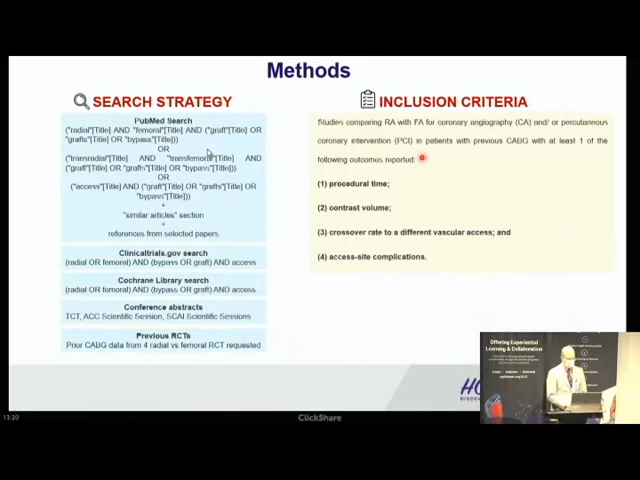 Methods
SEARCH STRATEGY
PubMed Search
("radial"[Title] AND "femoral"[Title] AND ("graft"[Title] OR
"grafts"[Title] OR "bypass"[Title]))
OR
("transradial"[Title] AND "transfemoral"[Title] AND
("graft"[Title] OR "grafts"[Title] OR "bypass"[Title]))
OR
("access"[Title] AND ("graft"[Title] OR "grafts"[Title] OR
"bypass"[Title]))
+
"similar articles" section
+
references from selected papers
Clinicaltrials.gov search
(radial OR femoral) AND (bypass OR graft) AND access
Cochrane Library search
(radial OR femoral) AND (bypass OR graft) AND access
Conference abstracts
TCT, ACC Scientific Session, SCAI Scientific Sessions
Previous RCTs
Prior CABG data from 4 radial vs femoral RCT requested
INCLUSION CRITERIA
Studies comparing RA with FA for coronary angiography (CA) and/ or percutaneous
coronary intervention (PCI) in patients with previous CABG with at least 1 of the
following outcomes reported:
(1) procedural time;
(2) contrast volume;
(3) crossover rate to a different vascular access; and
(4) access-site complications.
Offering Experiential
Learning & Collaboration
13:20
ClickShare